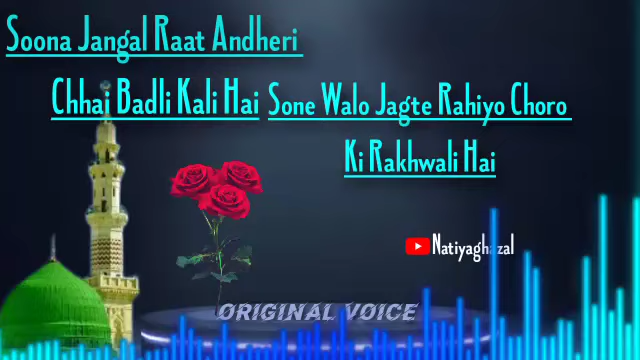 Soona Jangal Raat Andheri
Chhai Badli Kali Hai
Sone Walo Jagte Rahiyo Choro
Ki Rakhwali Hai
Natiyaghazal
ORIGINAL VOICE